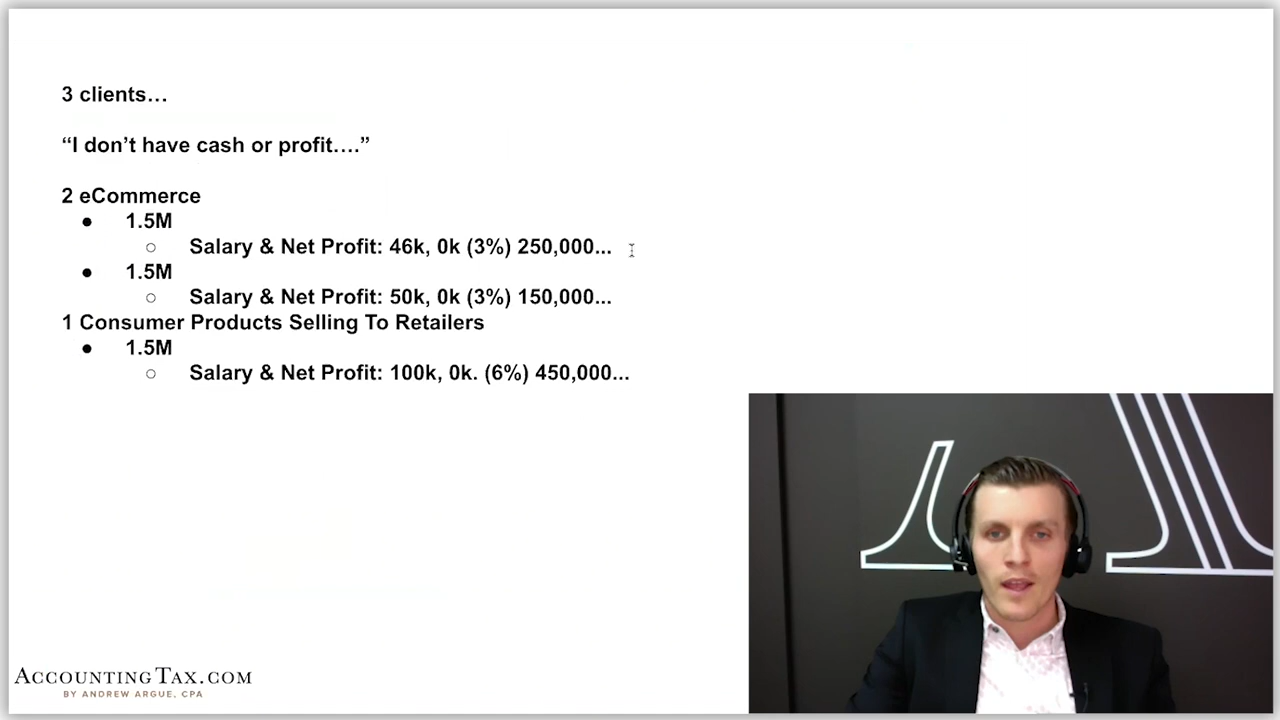 3 clients…
“I don’t have cash or profit….”
2 eCommerce
● 1.5M
○ Salary & Net Profit: 46k, 0k (3%) 250,000...
● 1.5M
○ Salary & Net Profit: 50k, 0k (3%) 150,000...
1 Consumer Products Selling To Retailers
● 1.5M
○ Salary & Net Profit: 100k, 0k. (6%) 450,000...
ACCOUNTINGTAX.COM
BY ANDREW ARGUE, CPA